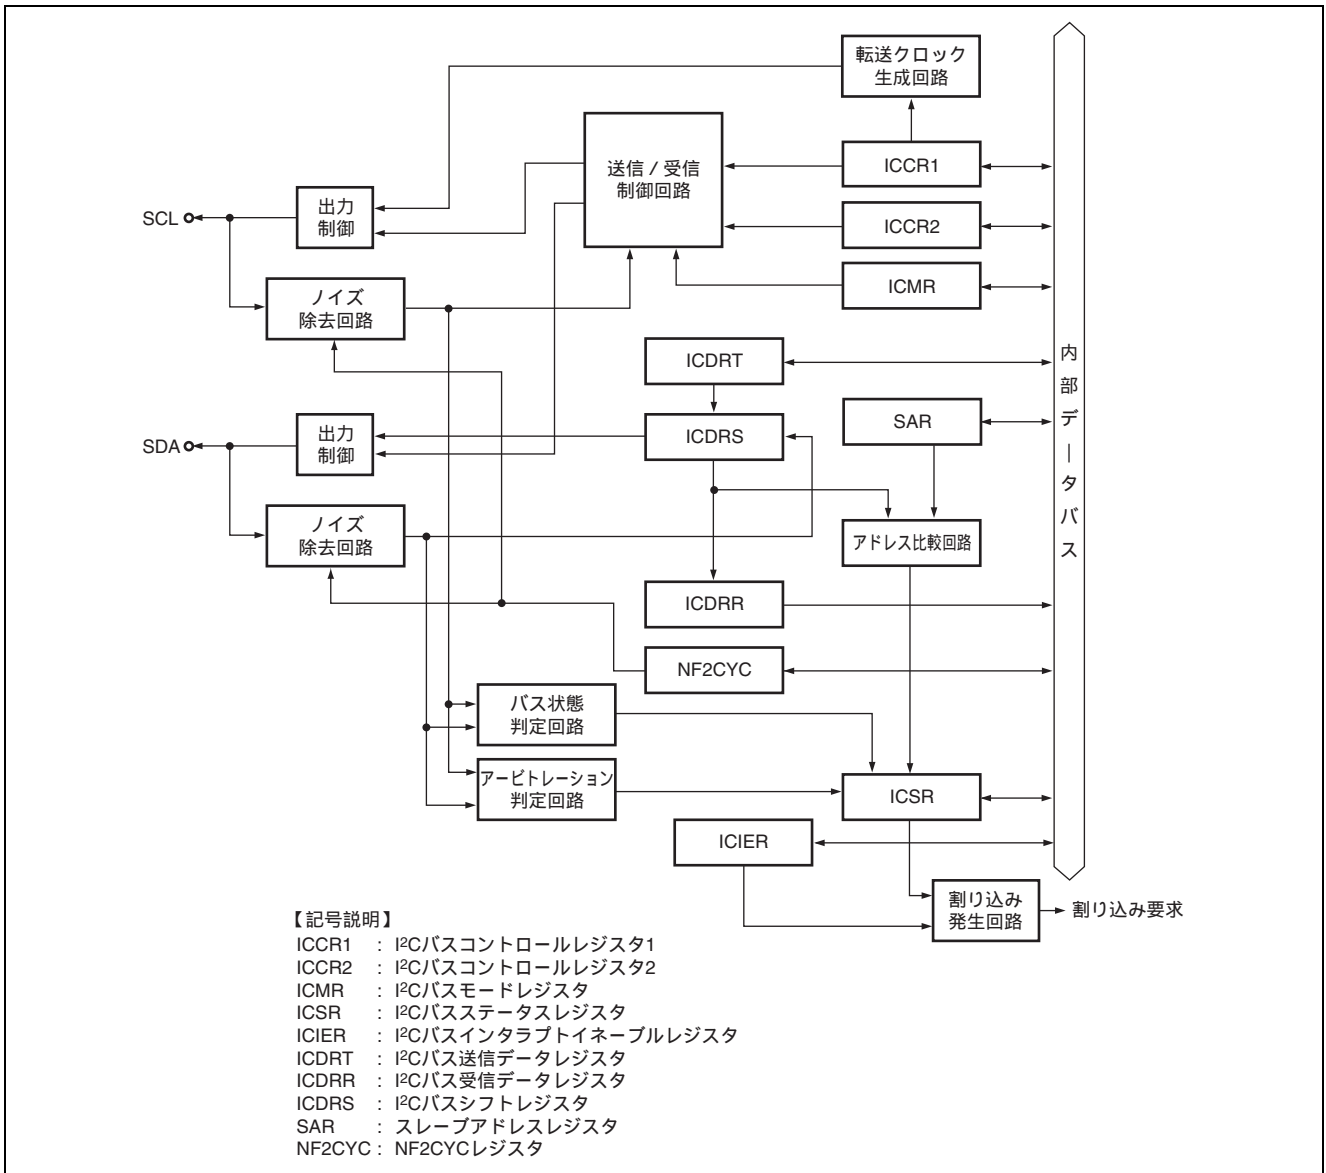 転送クロック
生成回路
送信 / 受信
制御回路
ICCR1
出力
制御
SCL
ICCR2
ICMR
ノイズ
除去回路
ICDRT
内部データバス
SAR
出力
制御
ICDRS
SDA
ノイズ
除去回路
アドレス比較回路
ICDRR
NF2CYC
バス状態
判定回路
アービトレーション
判定回路
ICSR
ICIER
割り込み
発生回路
割り込み要求
【記号説明】
ICCR1 : I²Cバスコントロールレジスタ1
ICCR2 : I²Cバスコントロールレジスタ2
ICMR : I²Cバスモードレジスタ
ICSR : I²Cバスステータスレジスタ
ICIER : I²Cバスインタラプトイネーブルレジスタ
ICDRT : I²Cバス送信データレジスタ
ICDRR : I²Cバス受信データレジスタ
ICDRS : I²Cバスシフトレジスタ
SAR : スレーブアドレスレジスタ
NF2CYC : NF2CYCレジスタ